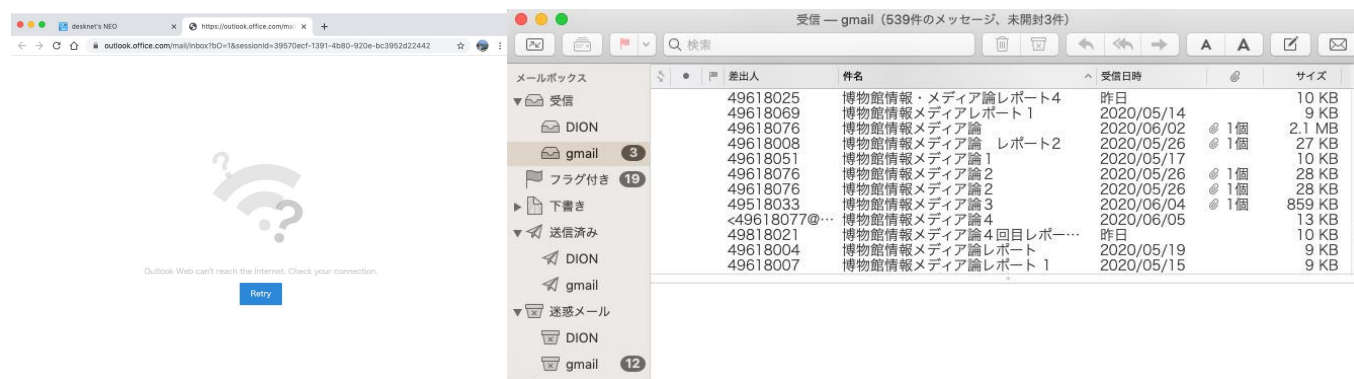 desknet's NEO
https://outlook.office.com/mai
outlook.office.com/mail/inbox?bO=1&sessionId=39570ecf-1391-4b80-920e-bc3952d22442
Outlook Web can't reach the internet. Check your connection.
Retry
受信 — gmail（539件のメッセージ、未開封3件）
検索
メールボックス
受信
DION
gmail 3
フラグ付き 19
下書き
送信済み
DION
gmail
迷惑メール
DION
gmail 12
差出人 件名 受信日時 サイズ
49618025 博物館情報・メディア論レポート4 昨日 10 KB
49618069 博物館情報メディアレポート1 2020/05/14 9 KB
49618076 博物館情報メディア論 2020/06/02 1個 2.1 MB
49618008 博物館情報メディア論　レポート2 2020/05/26 1個 27 KB
49618051 博物館情報メディア論1 2020/05/17 10 KB
49618076 博物館情報メディア論2 2020/05/26 1個 28 KB
49618076 博物館情報メディア論2 2020/05/26 1個 28 KB
49518033 博物館情報メディア論3 2020/06/04 1個 859 KB
<49618077@… 博物館情報メディア論4 2020/06/05 13 KB
49818021 博物館情報メディア論4回目レポー… 昨日 10 KB
49618004 博物館情報メディア論レポート 2020/05/19 9 KB
49618007 博物館情報メディア論レポート 1 2020/05/15 9 KB